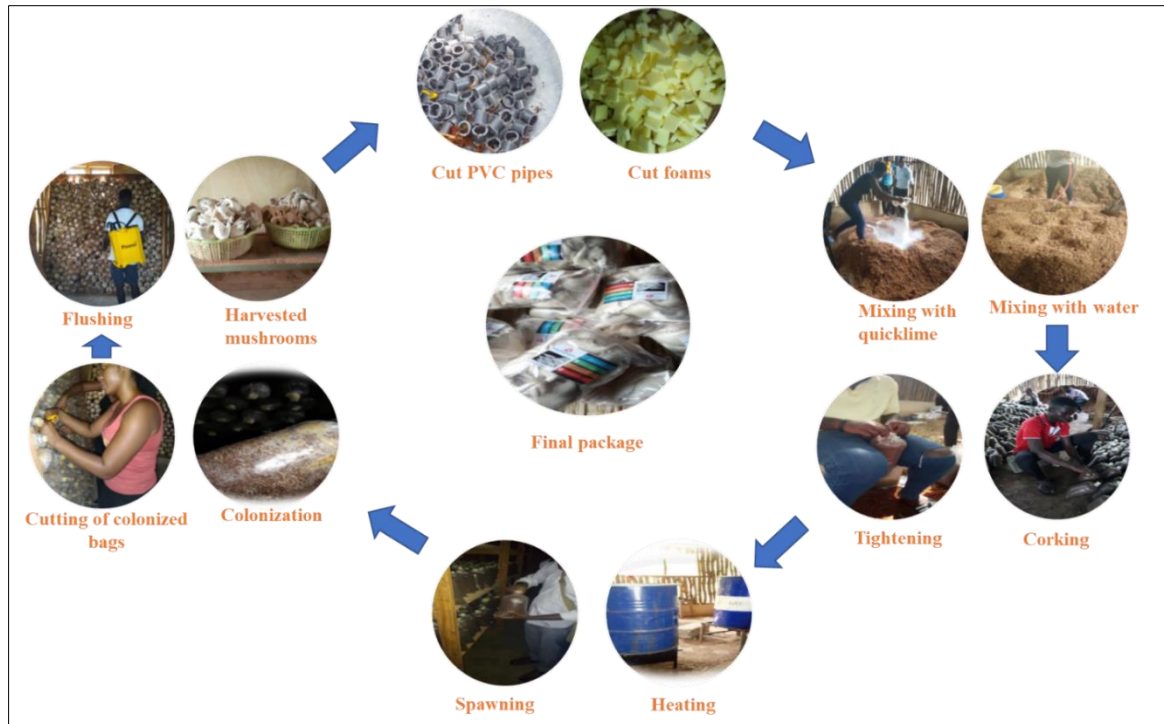 Cut PVC pipes
Cut foams
Mixing with
quicklime
Mixing with water
Flushing
Harvested
mushrooms
Final package
Cutting of colonized
bags
Colonization
Tightening
Corking
Spawning
Heating